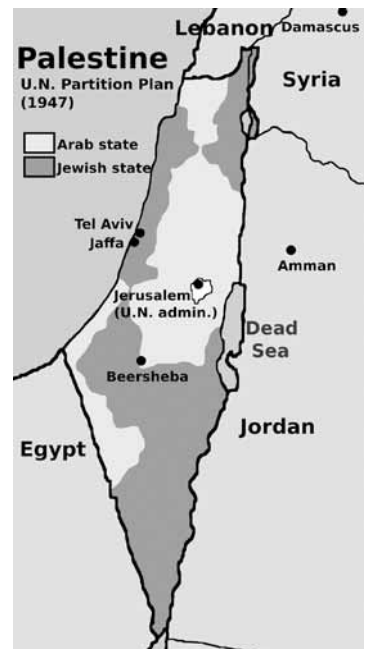 Lebanon
Damascus
Palestine
U.N. Partition Plan
(1947)
Syria
Arab state
Jewish state
Tel Aviv
Jaffa
Amman
Jerusalem
(U.N. admin.)
Dead
Sea
Beersheba
Jordan
Egypt